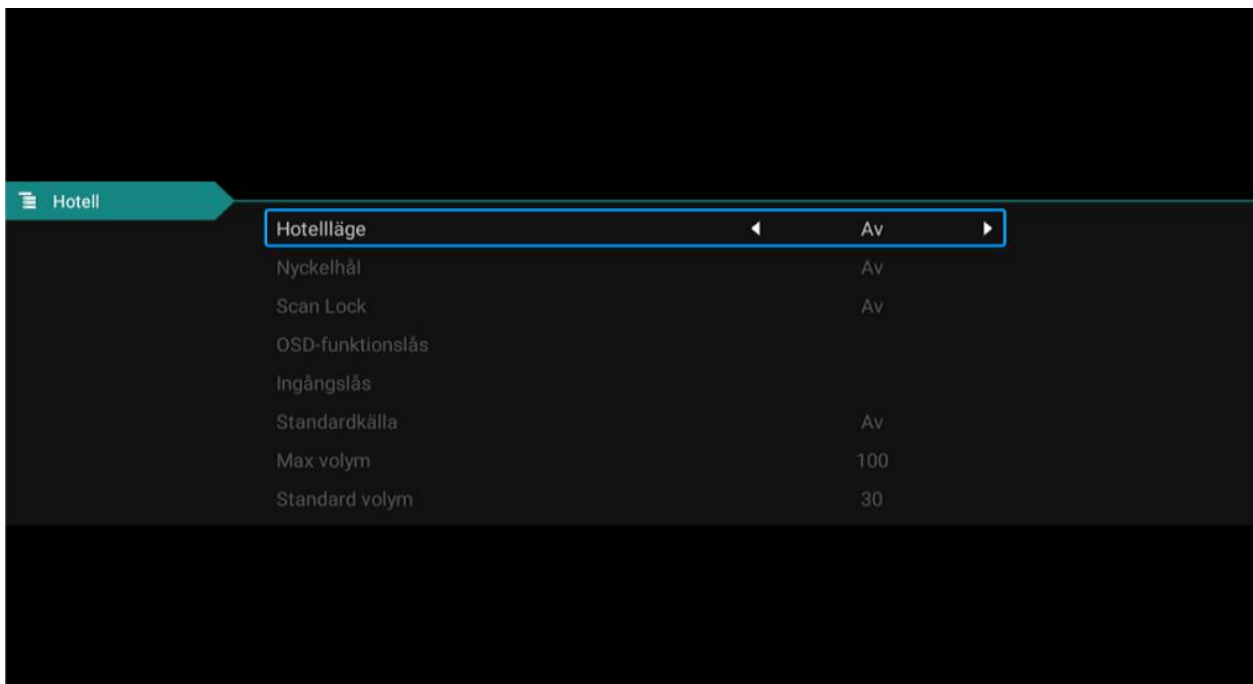 Hotell
Hotellläge Av
Nyckelhål Av
Scan Lock Av
OSD-funktionslås
Ingångslås
Standardkälla Av
Max volym 100
Standard volym 30